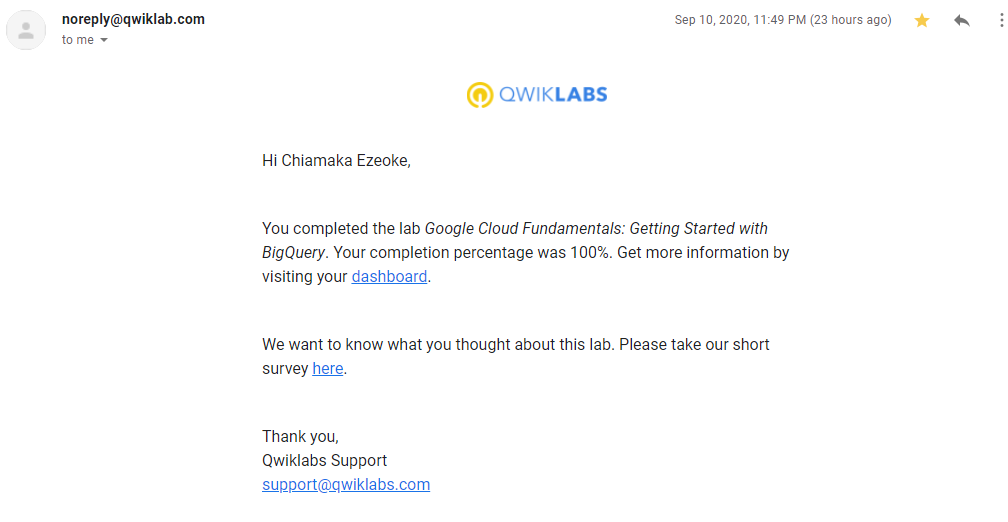 noreply@qwiklab.com
Sep 10, 2020, 11:49 PM (23 hours ago)
to me
QWIKLABS
Hi Chiamaka Ezeoke,
You completed the lab Google Cloud Fundamentals: Getting Started with
BigQuery. Your completion percentage was 100%. Get more information by
visiting your dashboard.
We want to know what you thought about this lab. Please take our short
survey here.
Thank you,
Qwiklabs Support
support@qwiklabs.com